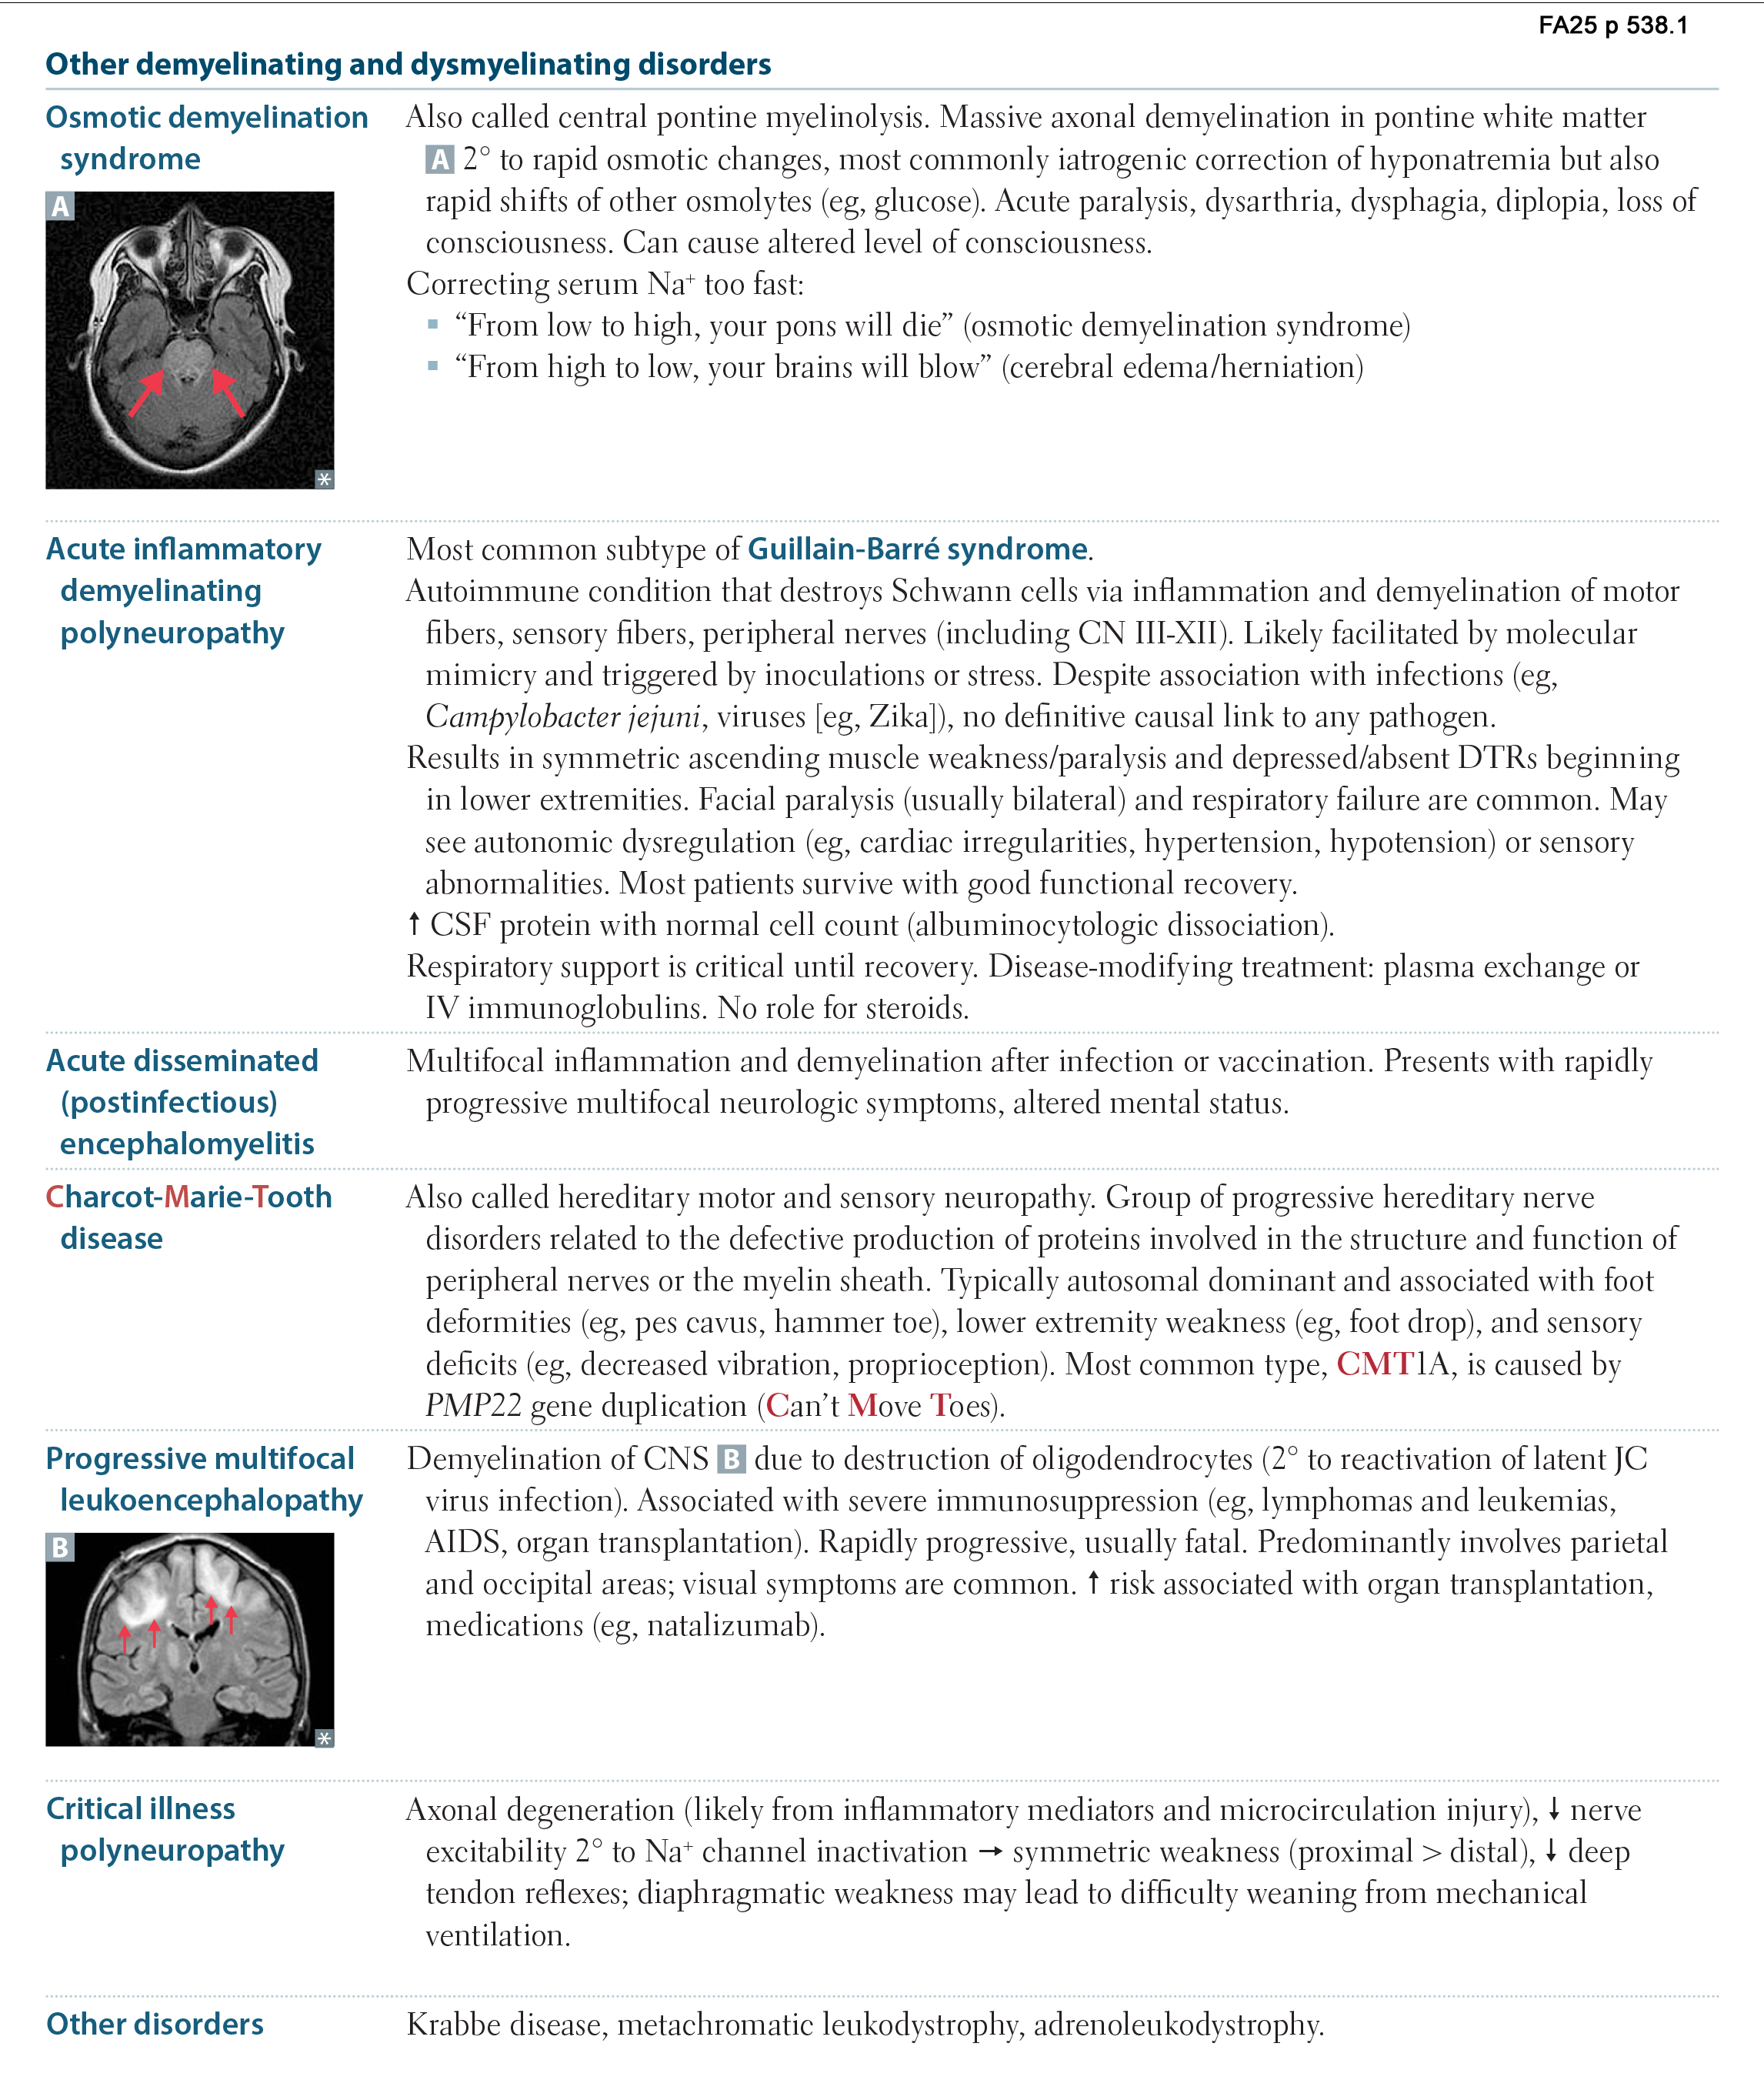 FA25 p 538.1
Other demyelinating and dysmyelinating disorders
Osmotic demyelination
syndrome
A
*
Also called central pontine myelinolysis. Massive axonal demyelination in pontine white matter
A 2° to rapid osmotic changes, most commonly iatrogenic correction of hyponatremia but also
rapid shifts of other osmolytes (eg, glucose). Acute paralysis, dysarthria, dysphagia, diplopia, loss of
consciousness. Can cause altered level of consciousness.
Correcting serum Na⁺ too fast:
▪ “From low to high, your pons will die” (osmotic demyelination syndrome)
▪ “From high to low, your brains will blow” (cerebral edema/herniation)
Acute inflammatory
demyelinating
polyneuropathy
Most common subtype of Guillain-Barré syndrome.
Autoimmune condition that destroys Schwann cells via inflammation and demyelination of motor
fibers, sensory fibers, peripheral nerves (including CN III-XII). Likely facilitated by molecular
mimicry and triggered by inoculations or stress. Despite association with infections (eg,
Campylobacter jejuni, viruses [eg, Zika]), no definitive causal link to any pathogen.
Results in symmetric ascending muscle weakness/paralysis and depressed/absent DTRs beginning
in lower extremities. Facial paralysis (usually bilateral) and respiratory failure are common. May
see autonomic dysregulation (eg, cardiac irregularities, hypertension, hypotension) or sensory
abnormalities. Most patients survive with good functional recovery.
↑ CSF protein with normal cell count (albuminocytologic dissociation).
Respiratory support is critical until recovery. Disease-modifying treatment: plasma exchange or
IV immunoglobulins. No role for steroids.
Acute disseminated
(postinfectious)
encephalomyelitis
Multifocal inflammation and demyelination after infection or vaccination. Presents with rapidly
progressive multifocal neurologic symptoms, altered mental status.
Charcot-Marie-Tooth
disease
Also called hereditary motor and sensory neuropathy. Group of progressive hereditary nerve
disorders related to the defective production of proteins involved in the structure and function of
peripheral nerves or the myelin sheath. Typically autosomal dominant and associated with foot
deformities (eg, pes cavus, hammer toe), lower extremity weakness (eg, foot drop), and sensory
deficits (eg, decreased vibration, proprioception). Most common type, CMT1A, is caused by
PMP22 gene duplication (Can’t Move Toes).
Progressive multifocal
leukoencephalopathy
B
*
Demyelination of CNS B due to destruction of oligodendrocytes (2° to reactivation of latent JC
virus infection). Associated with severe immunosuppression (eg, lymphomas and leukemias,
AIDS, organ transplantation). Rapidly progressive, usually fatal. Predominantly involves parietal
and occipital areas; visual symptoms are common. ↑ risk associated with organ transplantation,
medications (eg, natalizumab).
Critical illness
polyneuropathy
Axonal degeneration (likely from inflammatory mediators and microcirculation injury), ↓ nerve
excitability 2° to Na⁺ channel inactivation → symmetric weakness (proximal > distal), ↓ deep
tendon reflexes; diaphragmatic weakness may lead to difficulty weaning from mechanical
ventilation.
Other disorders
Krabbe disease, metachromatic leukodystrophy, adrenoleukodystrophy.